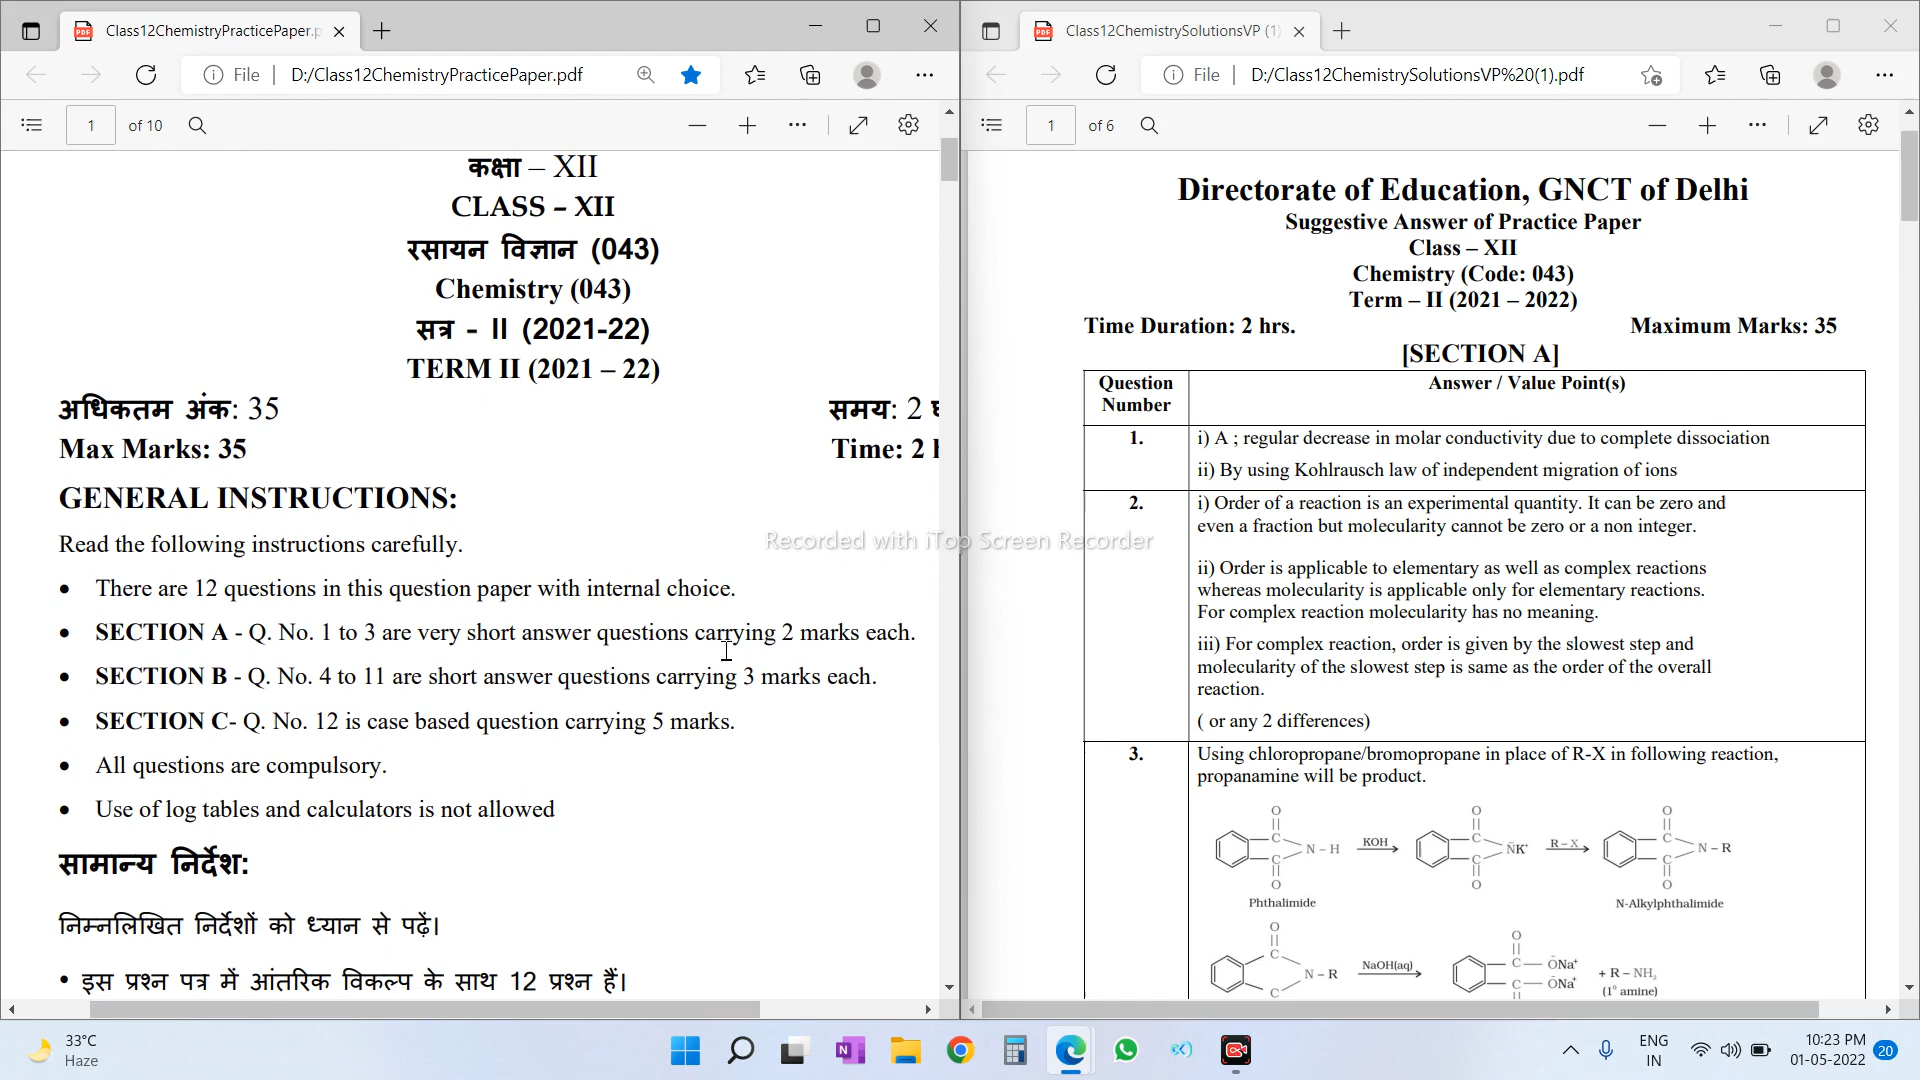 Class12ChemistryPracticePaper.p
File
D:/Class12ChemistryPracticePaper.pdf
1 of 10
कक्षा – XII
CLASS – XII
रसायन विज्ञान (043)
Chemistry (043)
सत्र - II (2021-22)
TERM II (2021 – 22)
अधिकतम अंक: 35
समय: 2
Max Marks: 35
Time: 2
GENERAL INSTRUCTIONS:
Read the following instructions carefully.
• There are 12 questions in this question paper with internal choice.
• SECTION A - Q. No. 1 to 3 are very short answer questions carrying 2 marks each.
• SECTION B - Q. No. 4 to 11 are short answer questions carrying 3 marks each.
• SECTION C- Q. No. 12 is case based question carrying 5 marks.
• All questions are compulsory.
• Use of log tables and calculators is not allowed
सामान्य निर्देश:
निम्नलिखित निर्देशों को ध्यान से पढ़ें।
• इस प्रश्न पत्र में आंतरिक विकल्प के साथ 12 प्रश्न हैं।
Class12ChemistrySolutionsVP (1)
File
D:/Class12ChemistrySolutionsVP%20(1).pdf
1 of 6
Directorate of Education, GNCT of Delhi
Suggestive Answer of Practice Paper
Class – XII
Chemistry (Code: 043)
Term – II (2021 – 2022)
Time Duration: 2 hrs.
Maximum Marks: 35
[SECTION A]
Question Number
Answer / Value Point(s)
1.
i) A ; regular decrease in molar conductivity due to complete dissociation
ii) By using Kohlrausch law of independent migration of ions
2.
i) Order of a reaction is an experimental quantity. It can be zero and
even a fraction but molecularity cannot be zero or a non integer.
ii) Order is applicable to elementary as well as complex reactions
whereas molecularity is applicable only for elementary reactions.
For complex reaction molecularity has no meaning.
iii) For complex reaction, order is given by the slowest step and
molecularity of the slowest step is same as the order of the overall
reaction.
( or any 2 differences)
3.
Using chloropropane/bromopropane in place of R-X in following reaction,
propanamine will be product.
O O O
C C C
N – H KOH N̄K⁺ R – X N – R
C C C
O O O
Phthalimide
N-Alkylphthalimide
O O
C C ŌNa⁺
N – R NaOH(aq) + R – NH₂
C C ŌNa⁺
(1° amine)
Recorded with iTop Screen Recorder
33°C
Haze
ENG
IN
10:23 PM
01-05-2022
20